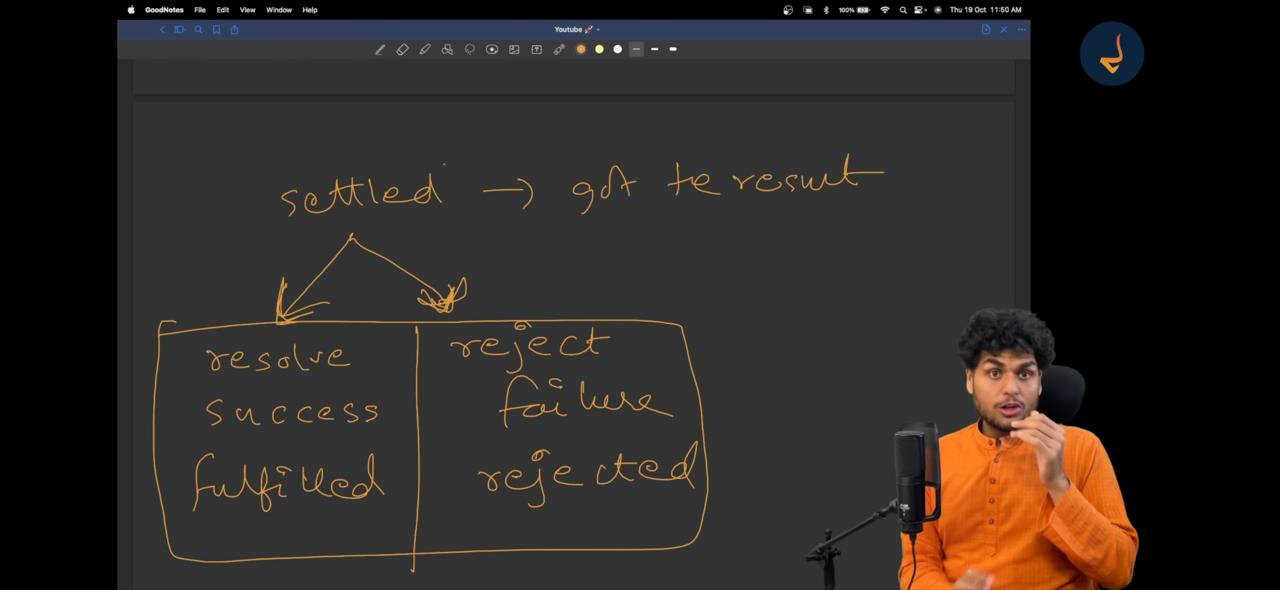 GoodNotes File Edit View Window Help 100% Thu 19 Oct 11:50 AM
Youtube 🚀
settled → got te result
resolve reject
success failure
fulfilled rejected